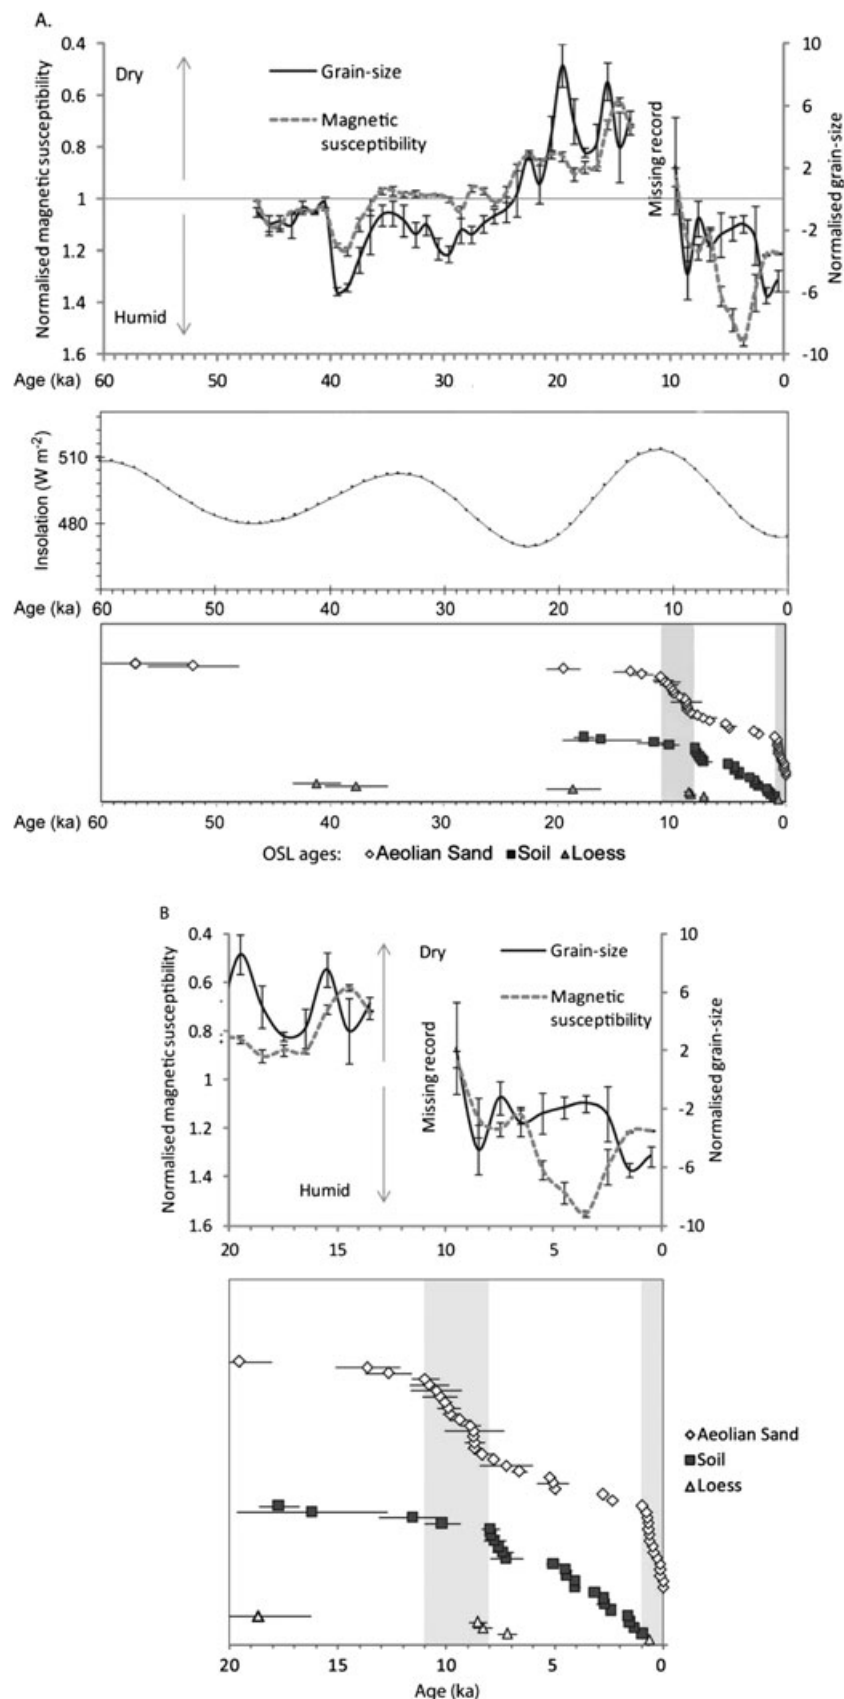 A.
Normalised magnetic susceptibility
0.4
0.6
0.8
1
1.2
1.4
1.6
Dry
Humid
Grain-size
Magnetic
susceptibility
Missing record
10
6
2
-2
-6
-10
Normalised grain-size
Age (ka) 60 50 40 30 20 10 0
Insolation (W m-2)
510
480
Age (ka) 60 50 40 30 20 10 0
Age (ka) 60 50 40 30 20 10 0
OSL ages: Aeolian Sand Soil Loess
B
Normalised magnetic susceptibility
0.4
0.6
0.8
1
1.2
1.4
1.6
Dry
Humid
Grain-size
Magnetic
susceptibility
Missing record
10
6
2
-2
-6
-10
Normalised grain-size
20 15 10 5 0
Aeolian Sand
Soil
Loess
20 15 10 5 0
Age (ka)